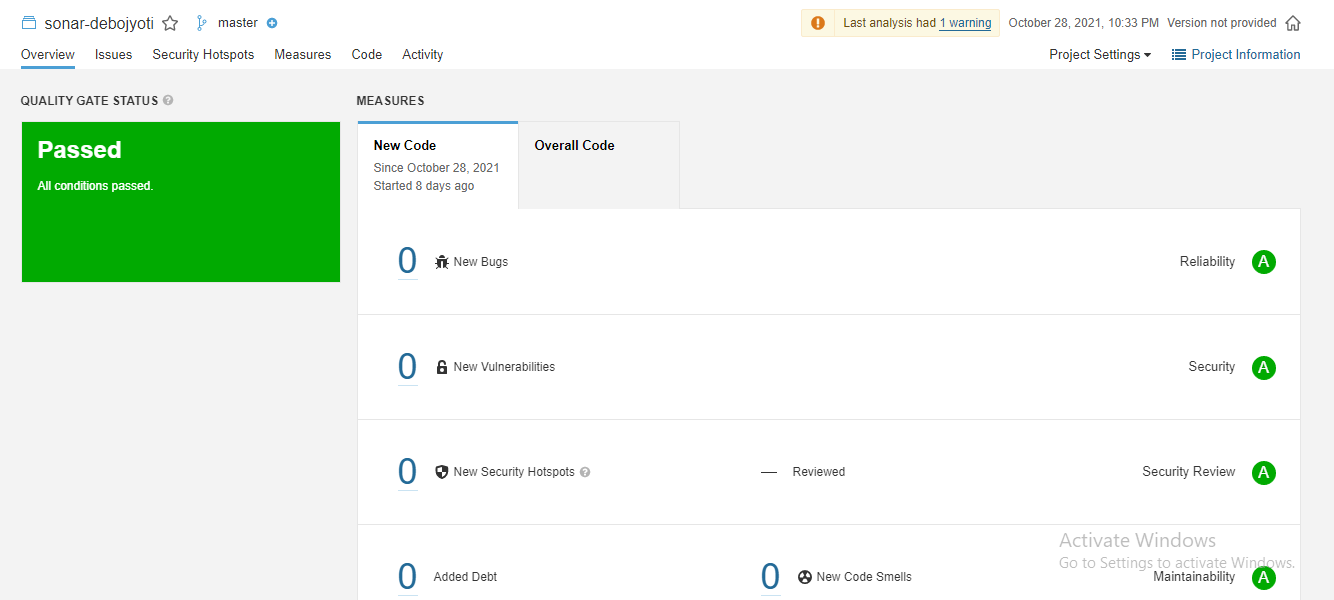 sonar-debojyoti master
Last analysis had 1 warning October 28, 2021, 10:33 PM Version not provided
Overview Issues Security Hotspots Measures Code Activity
Project Settings Project Information
QUALITY GATE STATUS ?
Passed
All conditions passed.
MEASURES
New Code
Since October 28, 2021
Started 8 days ago
Overall Code
0 New Bugs Reliability A
0 New Vulnerabilities Security A
0 New Security Hotspots ? — Reviewed Security Review A
0 Added Debt 0 New Code Smells Maintainability A
Activate Windows
Go to Settings to activate Windows.